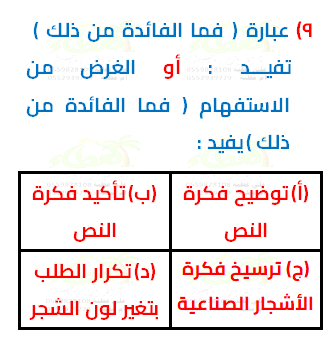 ٩) عبارة ( فما الفائدة من ذلك )
تفيد : أو الغرض من
الاستفهام ( فما الفائدة من
ذلك )يفيد :
(أ) توضيح فكرة
النص
(ب) تأكيد فكرة
النص
(ج) ترسيخ فكرة
الأشجار الصناعية
(د) تكرار الطلب
بتغير لون الشجر